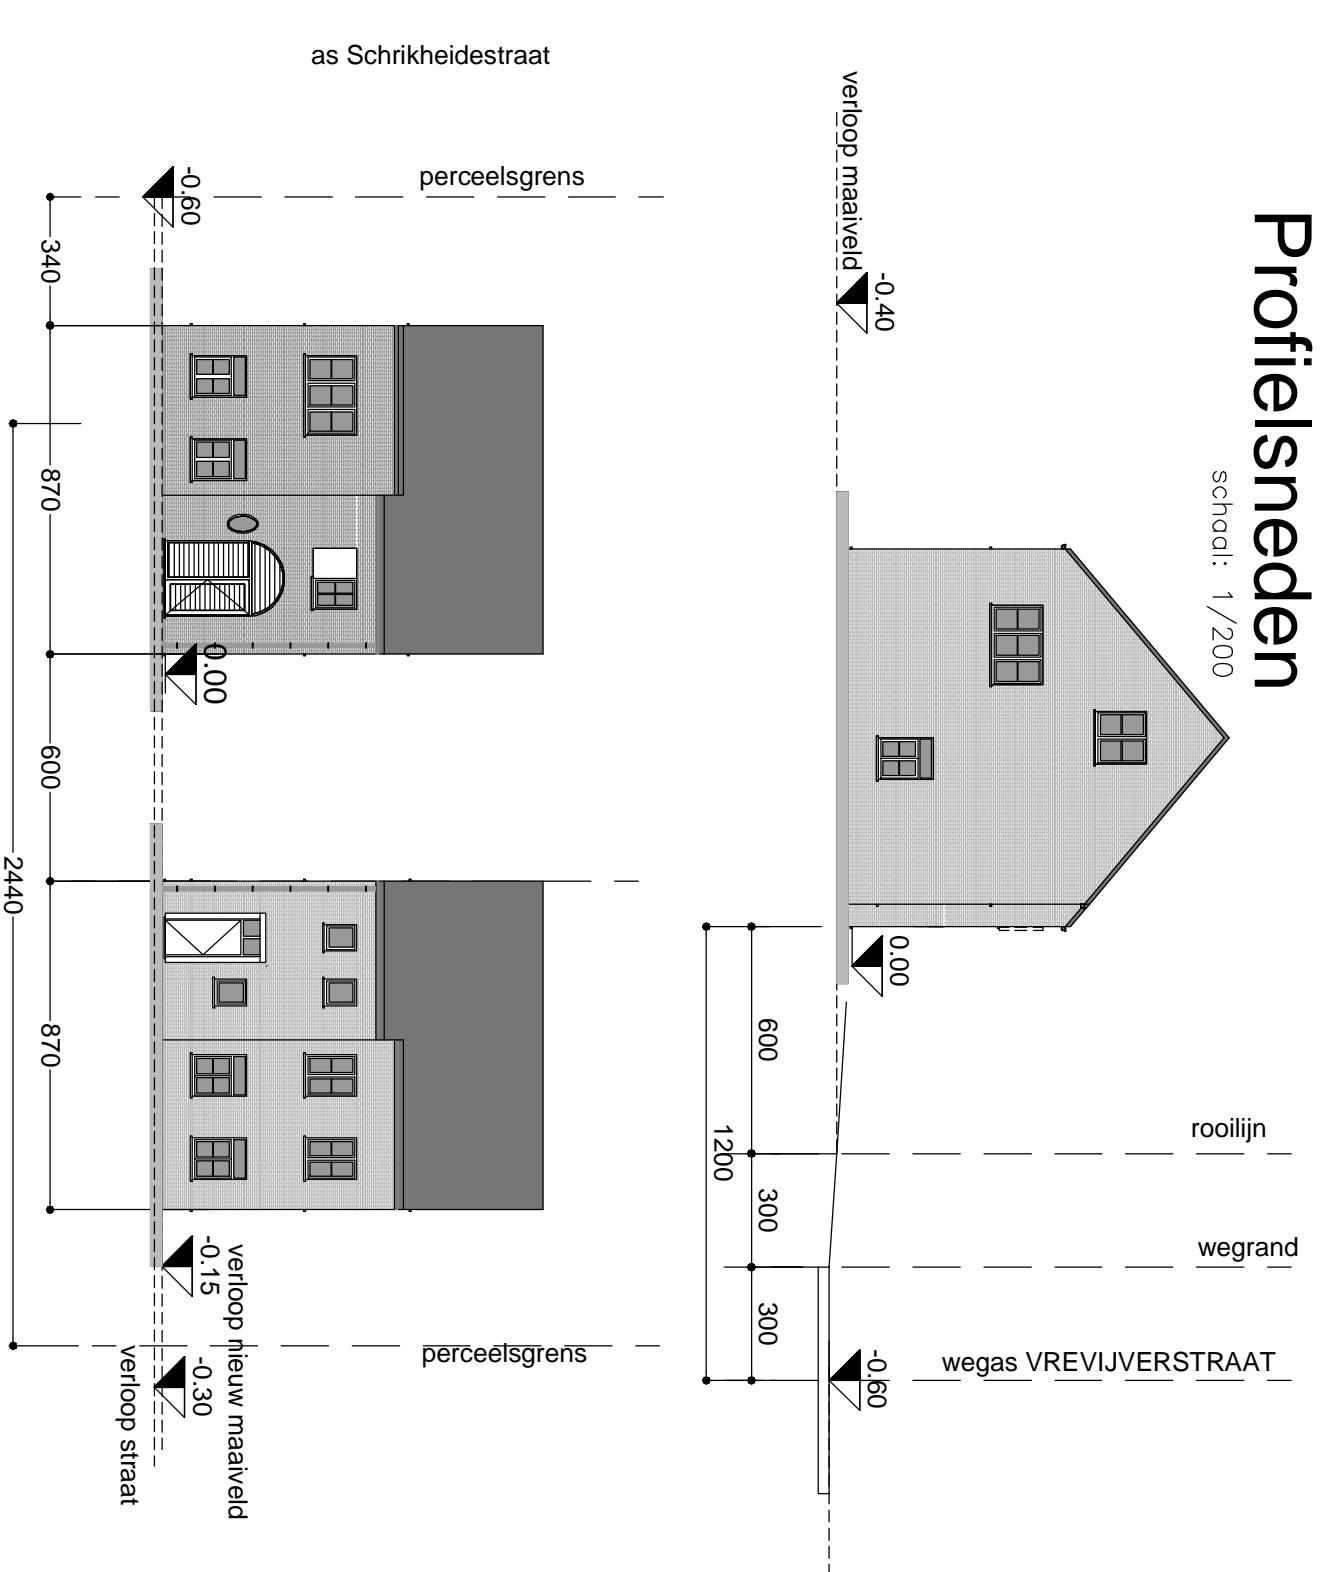 Profielsneden
schaal: 1/200
verloop maaiveld
-0.40
0.00
600
300
300
1200
rooilijn
wegrand
wegas VREVIJVERSTRAAT
-0.60
as Schrikheidestraat
perceelsgrens
-0.60
340
870
600
870
2440
0.00
-0.15
verloop nieuw maaiveld
perceelsgrens
-0.30
verloop straat